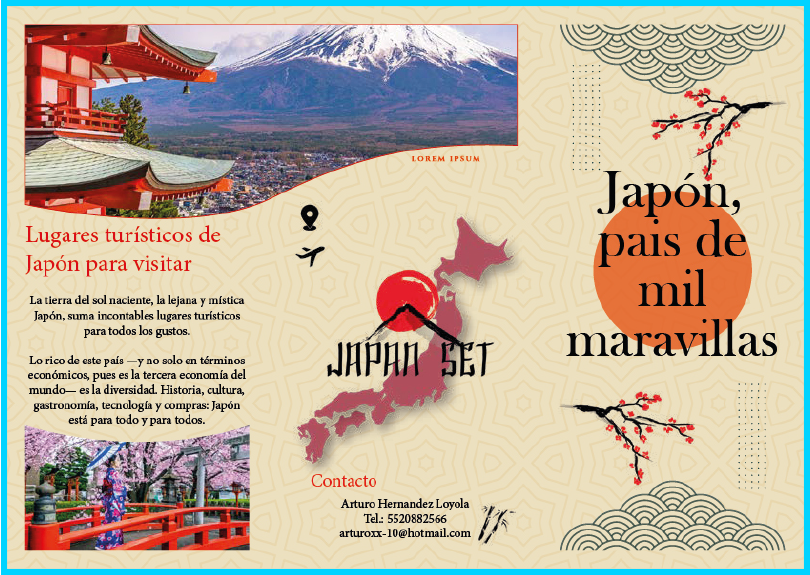 LOREM IPSUM
Lugares turísticos de
Japón para visitar
La tierra del sol naciente, la lejana y mística
Japón, suma incontables lugares turísticos
para todos los gustos.
Lo rico de este país —y no solo en términos
económicos, pues es la tercera economía del
mundo— es la diversidad. Historia, cultura,
gastronomía, tecnología y compras: Japón
está para todo y para todos.
JAPAN SET
Contacto
Arturo Hernandez Loyola
Tel.: 5520882566
arturoxx-10@hotmail.com
Japón,
pais de
mil
maravillas